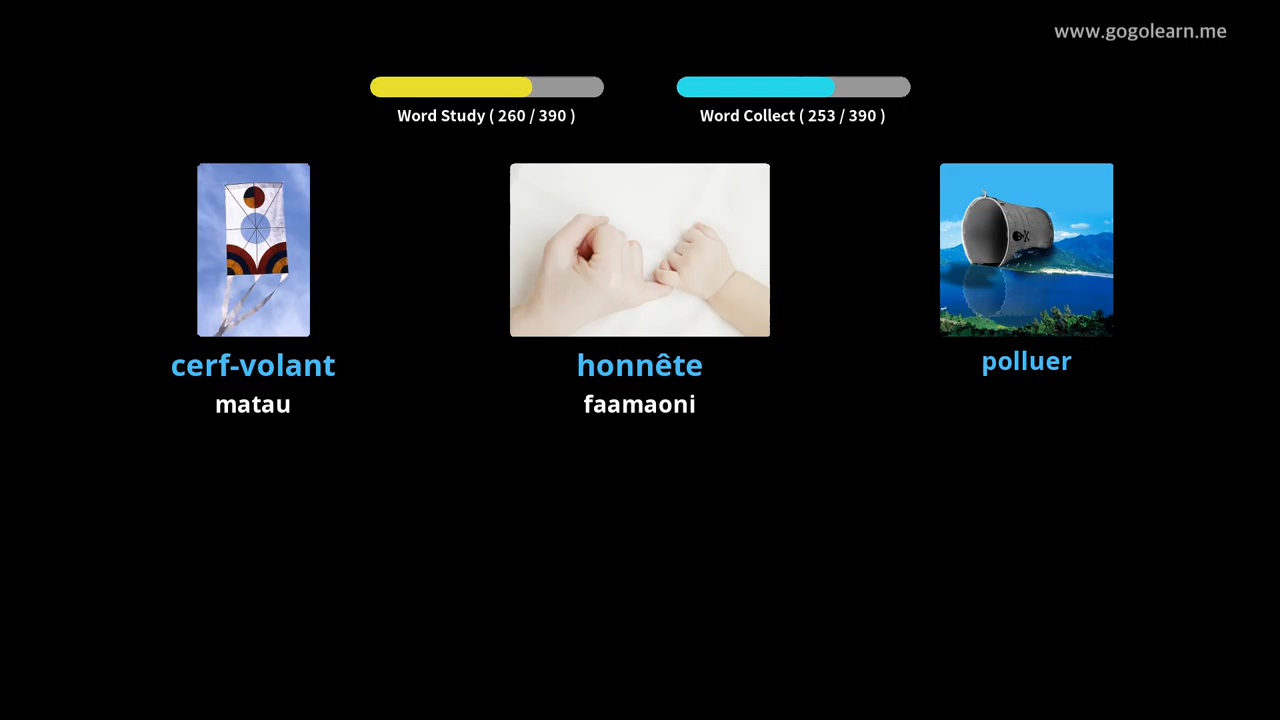 www.gogolearn.me
Word Study ( 260 / 390 )
Word Collect ( 253 / 390 )
cerf-volant
matau
honnête
faamaoni
polluer